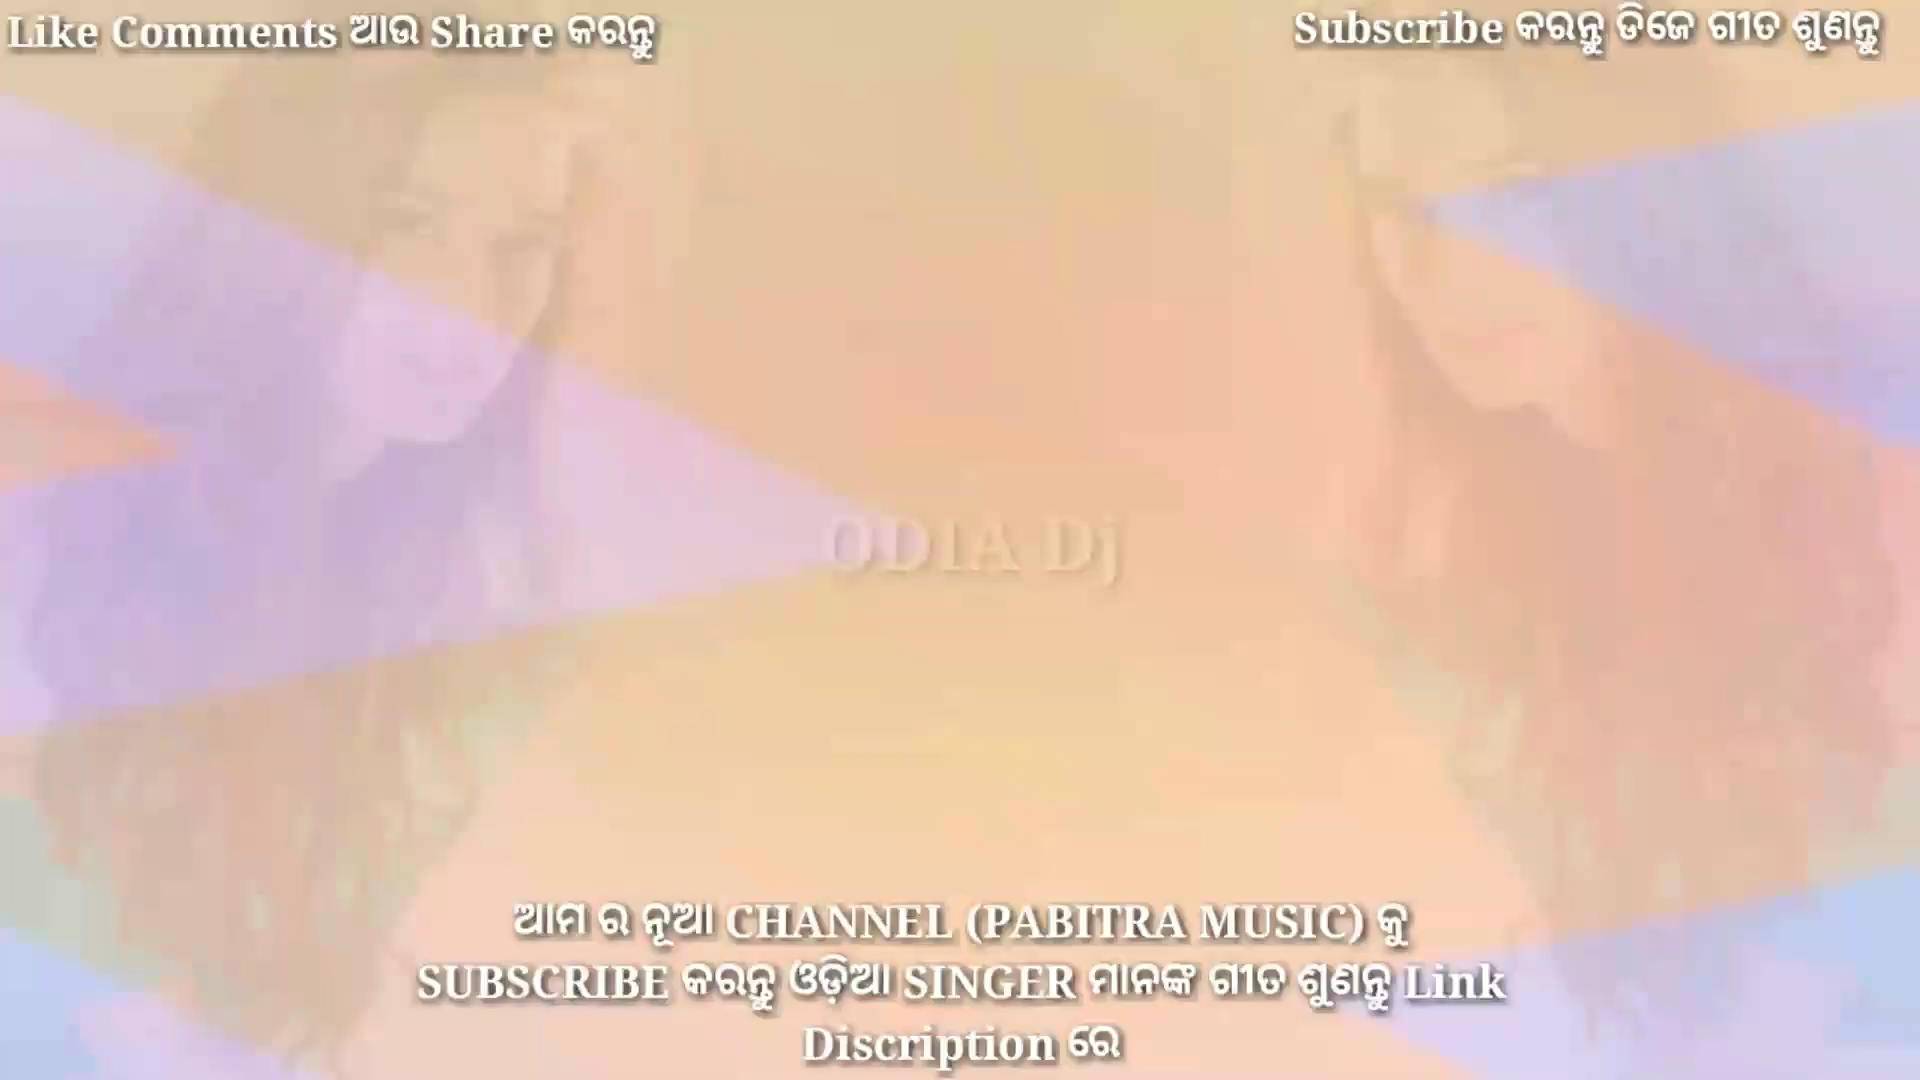 Like Comments ଆଉ Share କରନ୍ତୁ
Subscribe କରନ୍ତୁ ଡିଜେ ଗୀତ ଶୁଣନ୍ତୁ
ODIA Dj
ଆମ ର ନୂଆ CHANNEL (PABITRA MUSIC) କୁ
SUBSCRIBE କରନ୍ତୁ ଓଡ଼ିଆ SINGER ମାନଙ୍କ ଗୀତ ଶୁଣନ୍ତୁ Link
Discription ରେ